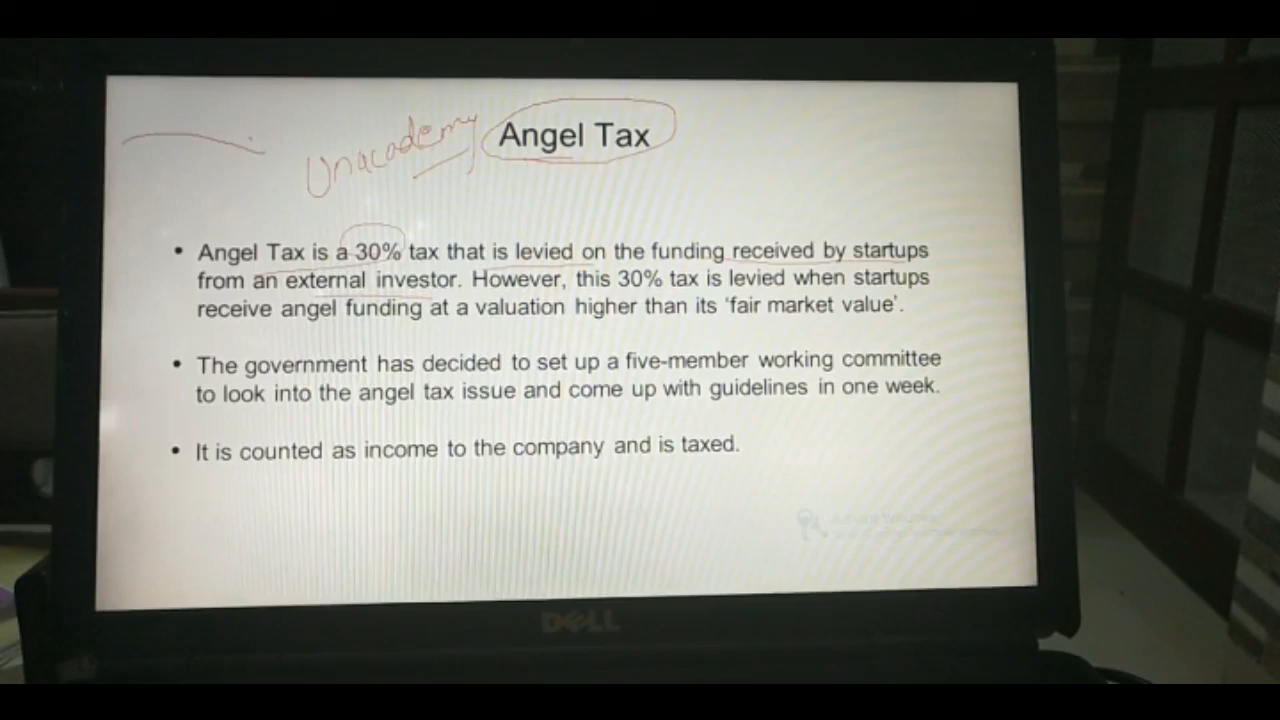 Unacademy
Angel Tax
• Angel Tax is a 30% tax that is levied on the funding received by startups
from an external investor. However, this 30% tax is levied when startups
receive angel funding at a valuation higher than its ‘fair market value’.
• The government has decided to set up a five-member working committee
to look into the angel tax issue and come up with guidelines in one week.
• It is counted as income to the company and is taxed.
DELL